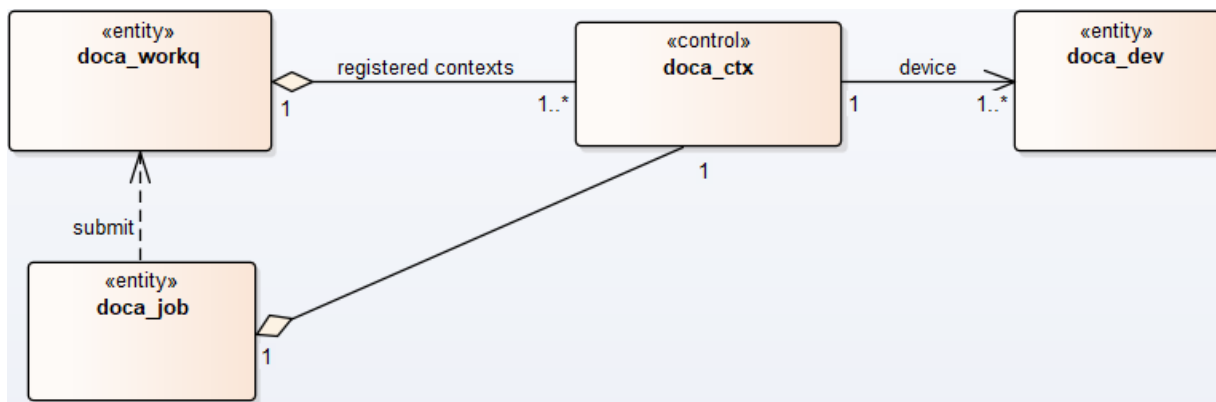 «entity»
doca_workq
registered contexts
1
1..*
«control»
doca_ctx
device
1
1..*
«entity»
doca_dev
submit
1
«entity»
doca_job
1